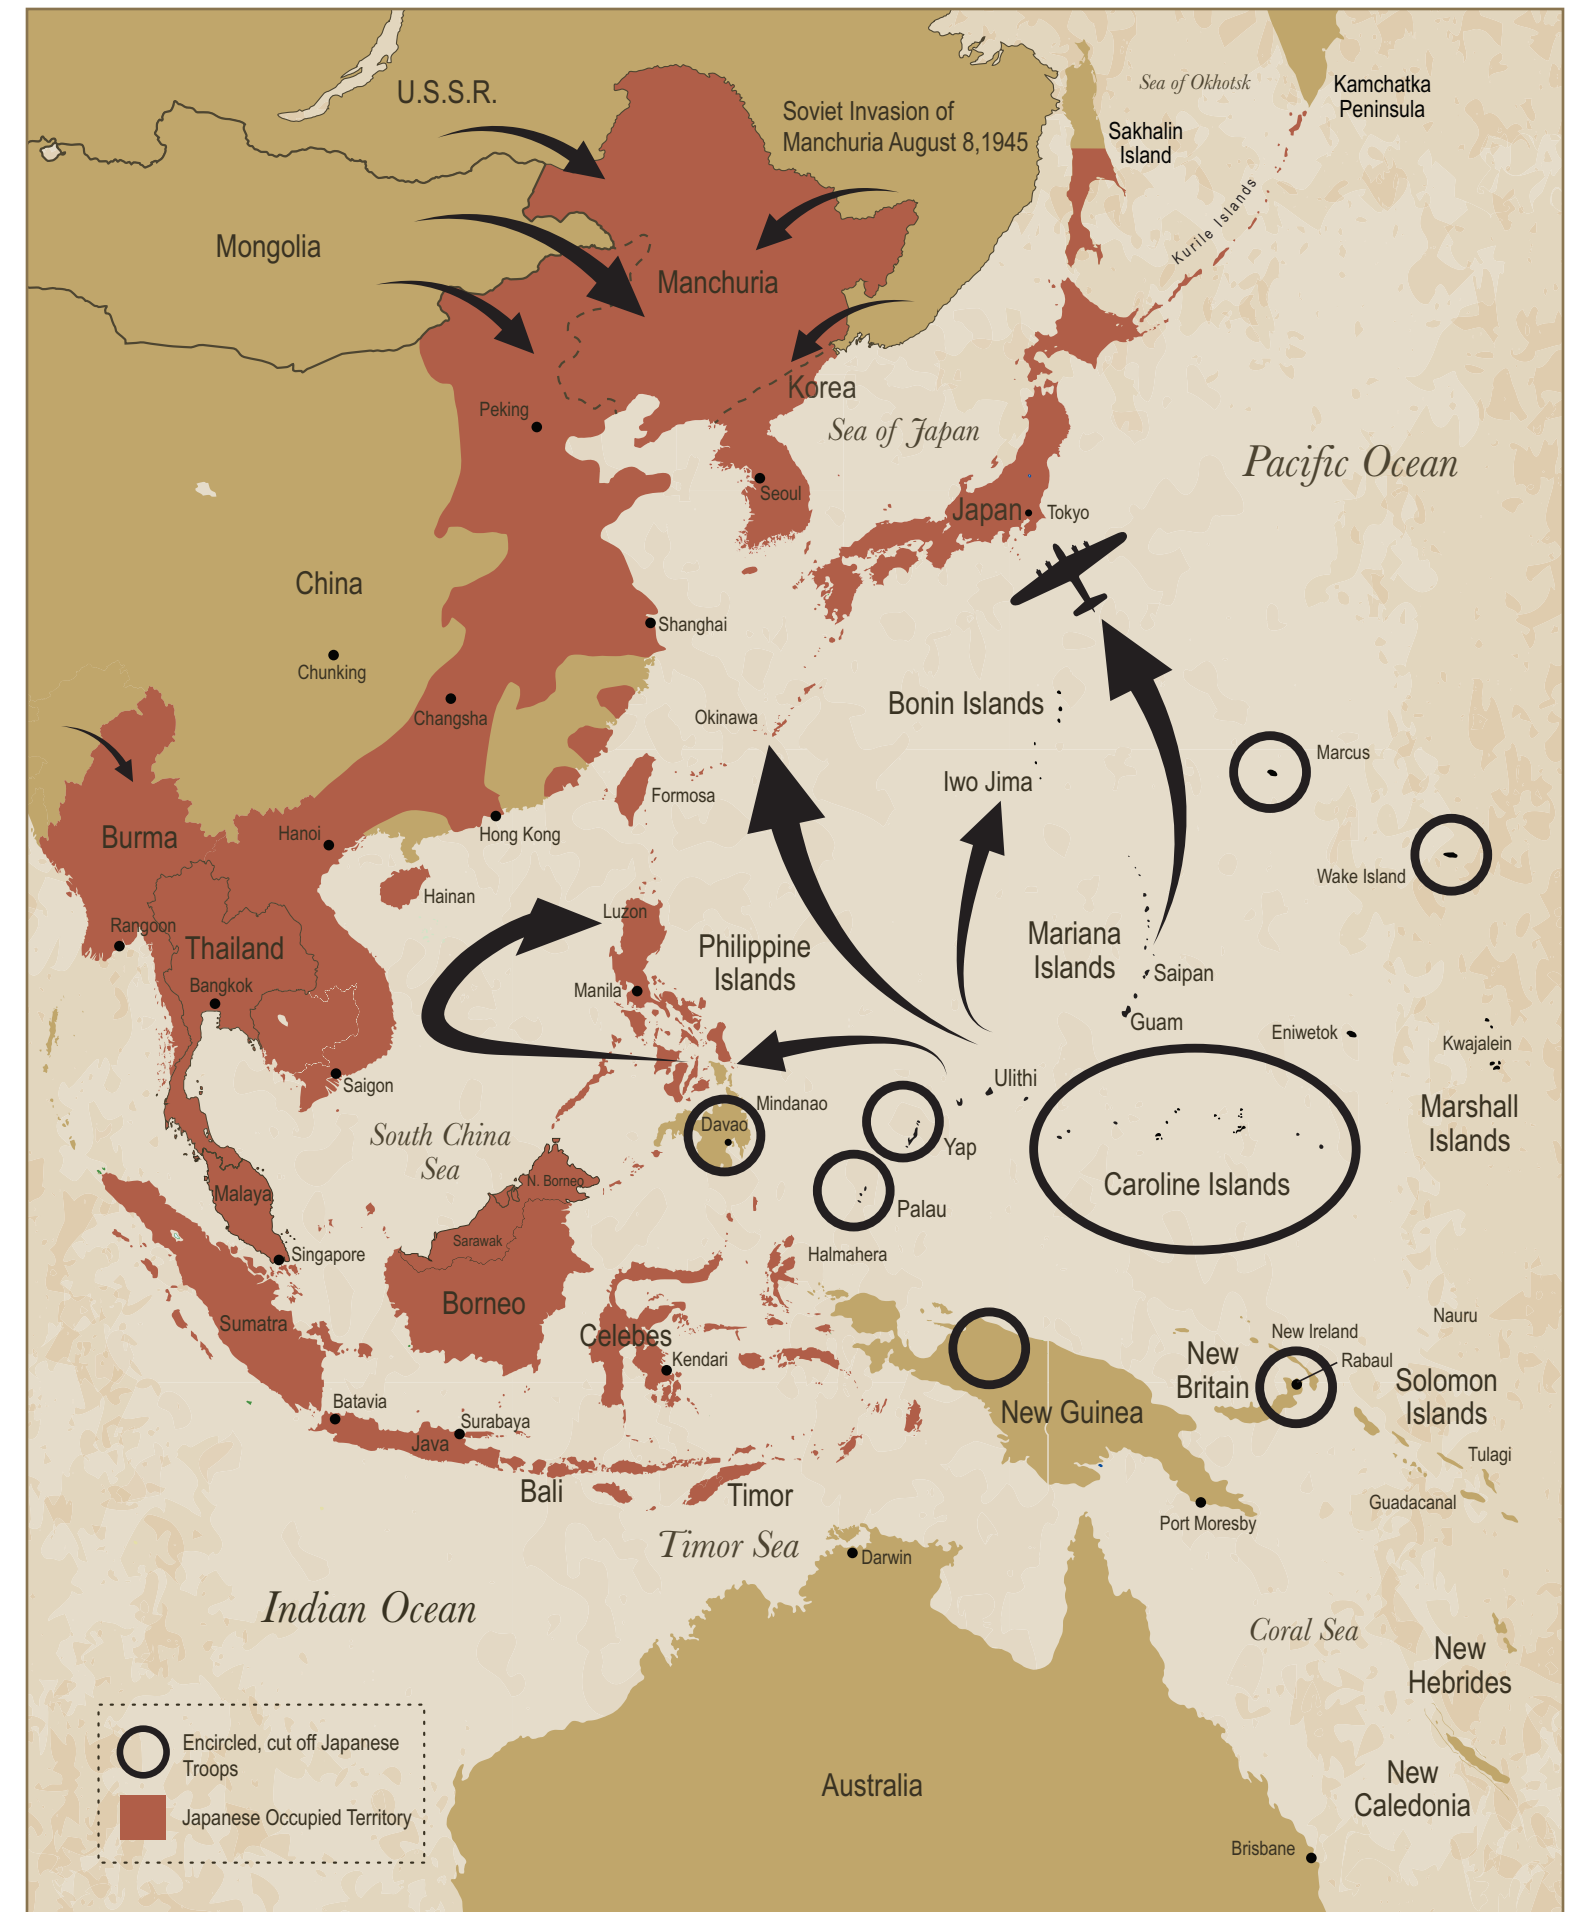 U.S.S.R.
Soviet Invasion of
Manchuria August 8,1945
Sea of Okhotsk
Kamchatka
Peninsula
Sakhalin
Island
Kurile Islands
Mongolia
Manchuria
Korea
Peking
Sea of Japan
Pacific Ocean
Seoul
Japan
Tokyo
China
Shanghai
Chunking
Changsha
Okinawa
Bonin Islands
Iwo Jima
Marcus
Formosa
Burma
Hanoi
Hong Kong
Hainan
Wake Island
Luzon
Rangoon
Thailand
Bangkok
Philippine
Islands
Mariana
Islands
Saipan
Manila
Guam
Eniwetok
Kwajalein
Saigon
Ulithi
Mindanao
Davao
Marshall
Islands
South China
Sea
Yap
Caroline Islands
N. Borneo
Malaya
Palau
Sarawak
Singapore
Halmahera
Borneo
Sumatra
Celebes
Kendari
Nauru
New Ireland
Rabaul
New
Britain
Solomon
Islands
Batavia
Surabaya
Java
New Guinea
Tulagi
Bali
Timor
Guadacanal
Port Moresby
Timor Sea
Darwin
Indian Ocean
Coral Sea
New
Hebrides
Encircled, cut off Japanese
Troops
Japanese Occupied Territory
Australia
New
Caledonia
Brisbane